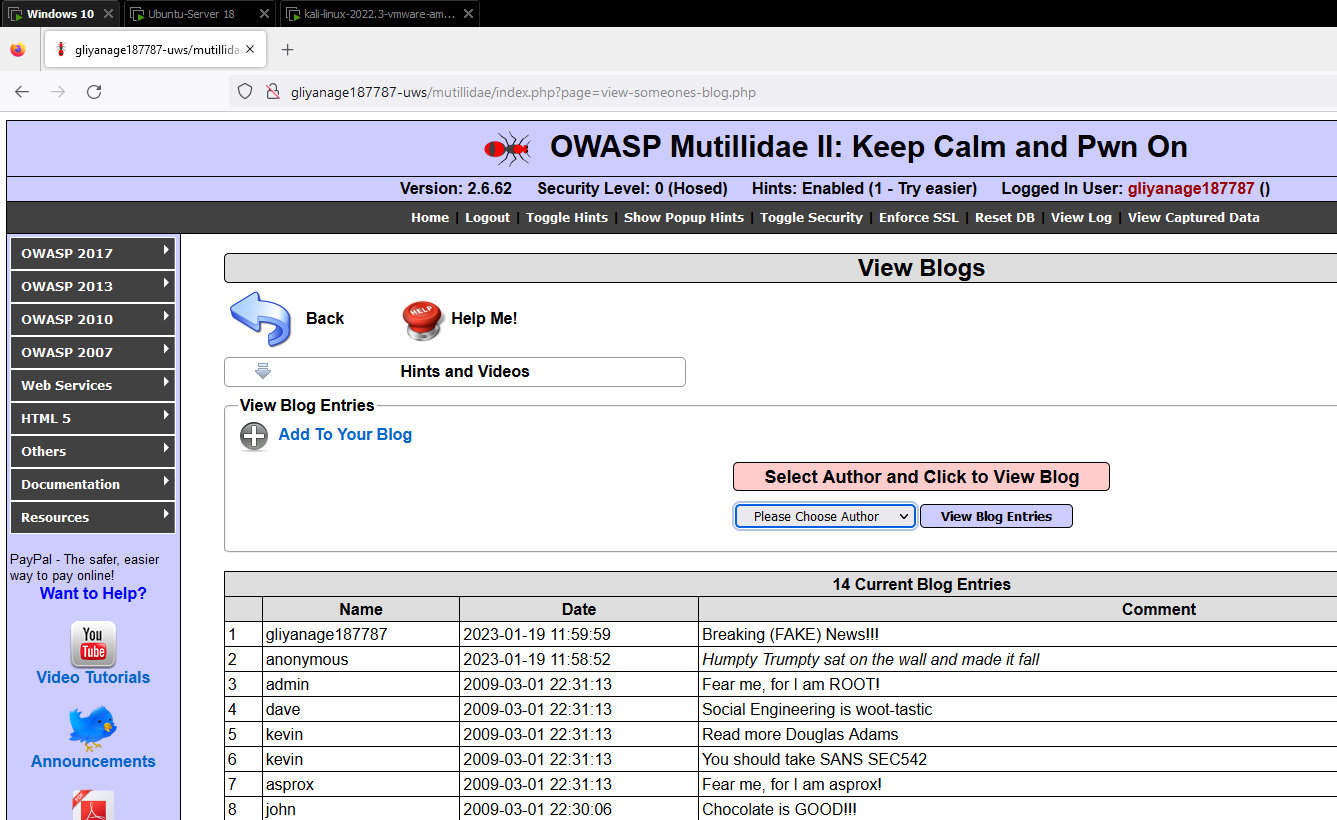 Windows 10 Ubuntu-Server 18 kali-linux-2022.3-vmware-am...
gliyanage187787-uws/mutillida
gliyanage187787-uws/mutillidae/index.php?page=view-someones-blog.php
OWASP Mutillidae II: Keep Calm and Pwn On
Version: 2.6.62 Security Level: 0 (Hosed) Hints: Enabled (1 - Try easier) Logged In User: gliyanage187787 ()
Home | Logout | Toggle Hints | Show Popup Hints | Toggle Security | Enforce SSL | Reset DB | View Log | View Captured Data
OWASP 2017
OWASP 2013
OWASP 2010
OWASP 2007
Web Services
HTML 5
Others
Documentation
Resources
PayPal - The safer, easier
way to pay online!
Want to Help?
You
Tube
Video Tutorials
Announcements
View Blogs
Back
HELP
Help Me!
Hints and Videos
View Blog Entries
Add To Your Blog
Select Author and Click to View Blog
Please Choose Author View Blog Entries
14 Current Blog Entries
Name Date Comment
1 gliyanage187787 2023-01-19 11:59:59 Breaking (FAKE) News!!!
2 anonymous 2023-01-19 11:58:52 Humpty Trumpty sat on the wall and made it fall
3 admin 2009-03-01 22:31:13 Fear me, for I am ROOT!
4 dave 2009-03-01 22:31:13 Social Engineering is woot-tastic
5 kevin 2009-03-01 22:31:13 Read more Douglas Adams
6 kevin 2009-03-01 22:31:13 You should take SANS SEC542
7 asprox 2009-03-01 22:31:13 Fear me, for I am asprox!
8 john 2009-03-01 22:30:06 Chocolate is GOOD!!!